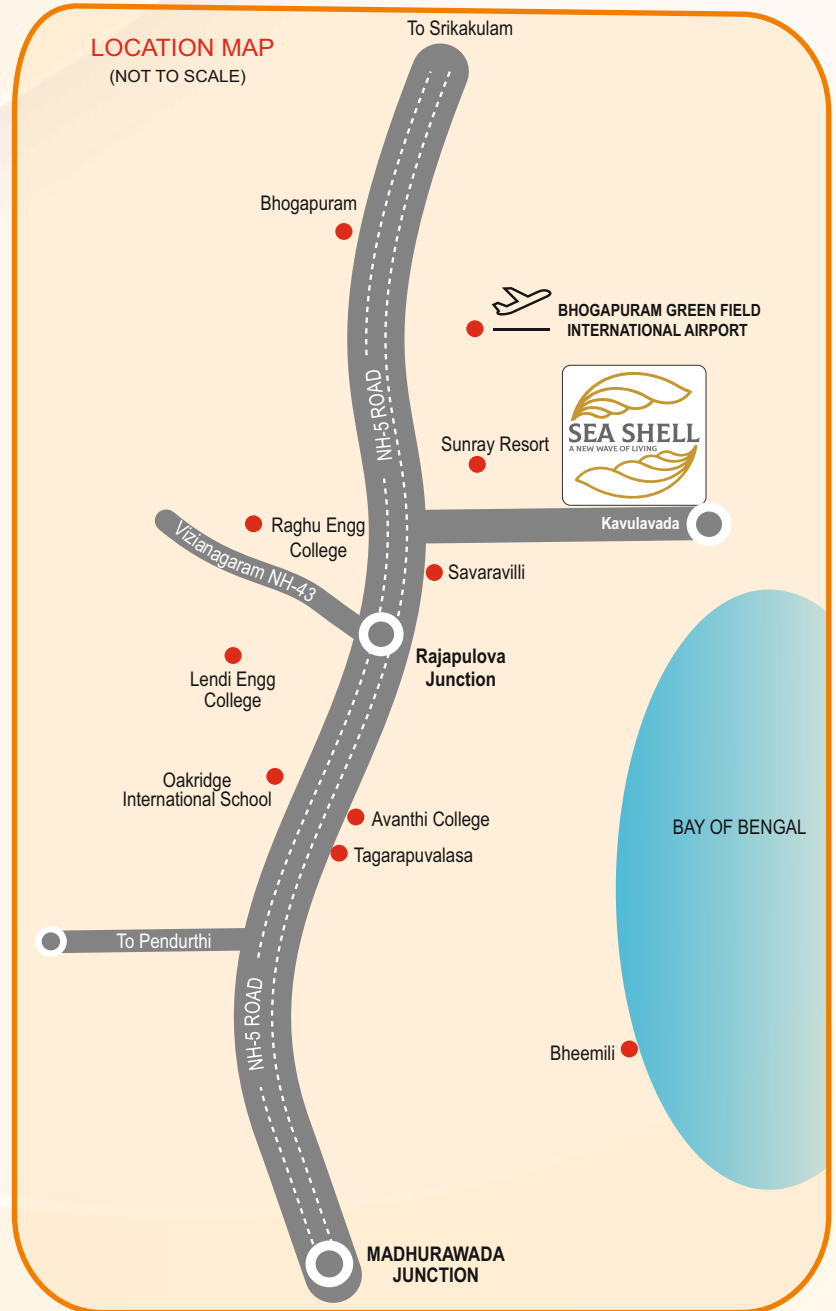 To Srikakulam
LOCATION MAP
(NOT TO SCALE)
Bhogapuram
BHOGAPURAM GREEN FIELD
INTERNATIONAL AIRPORT
NH-5 ROAD
SEA SHELL
A NEW WAVE OF LIVING
Sunray Resort
Kavulavada
Raghu Engg
College
Vizianagaram NH-43
Savaravilli
Rajapulova
Junction
Lendi Engg
College
Oakridge
International School
Avanthi College
BAY OF BENGAL
Tagarapuvalasa
To Pendurthi
NH-5 ROAD
Bheemili
MADHURAWADA
JUNCTION